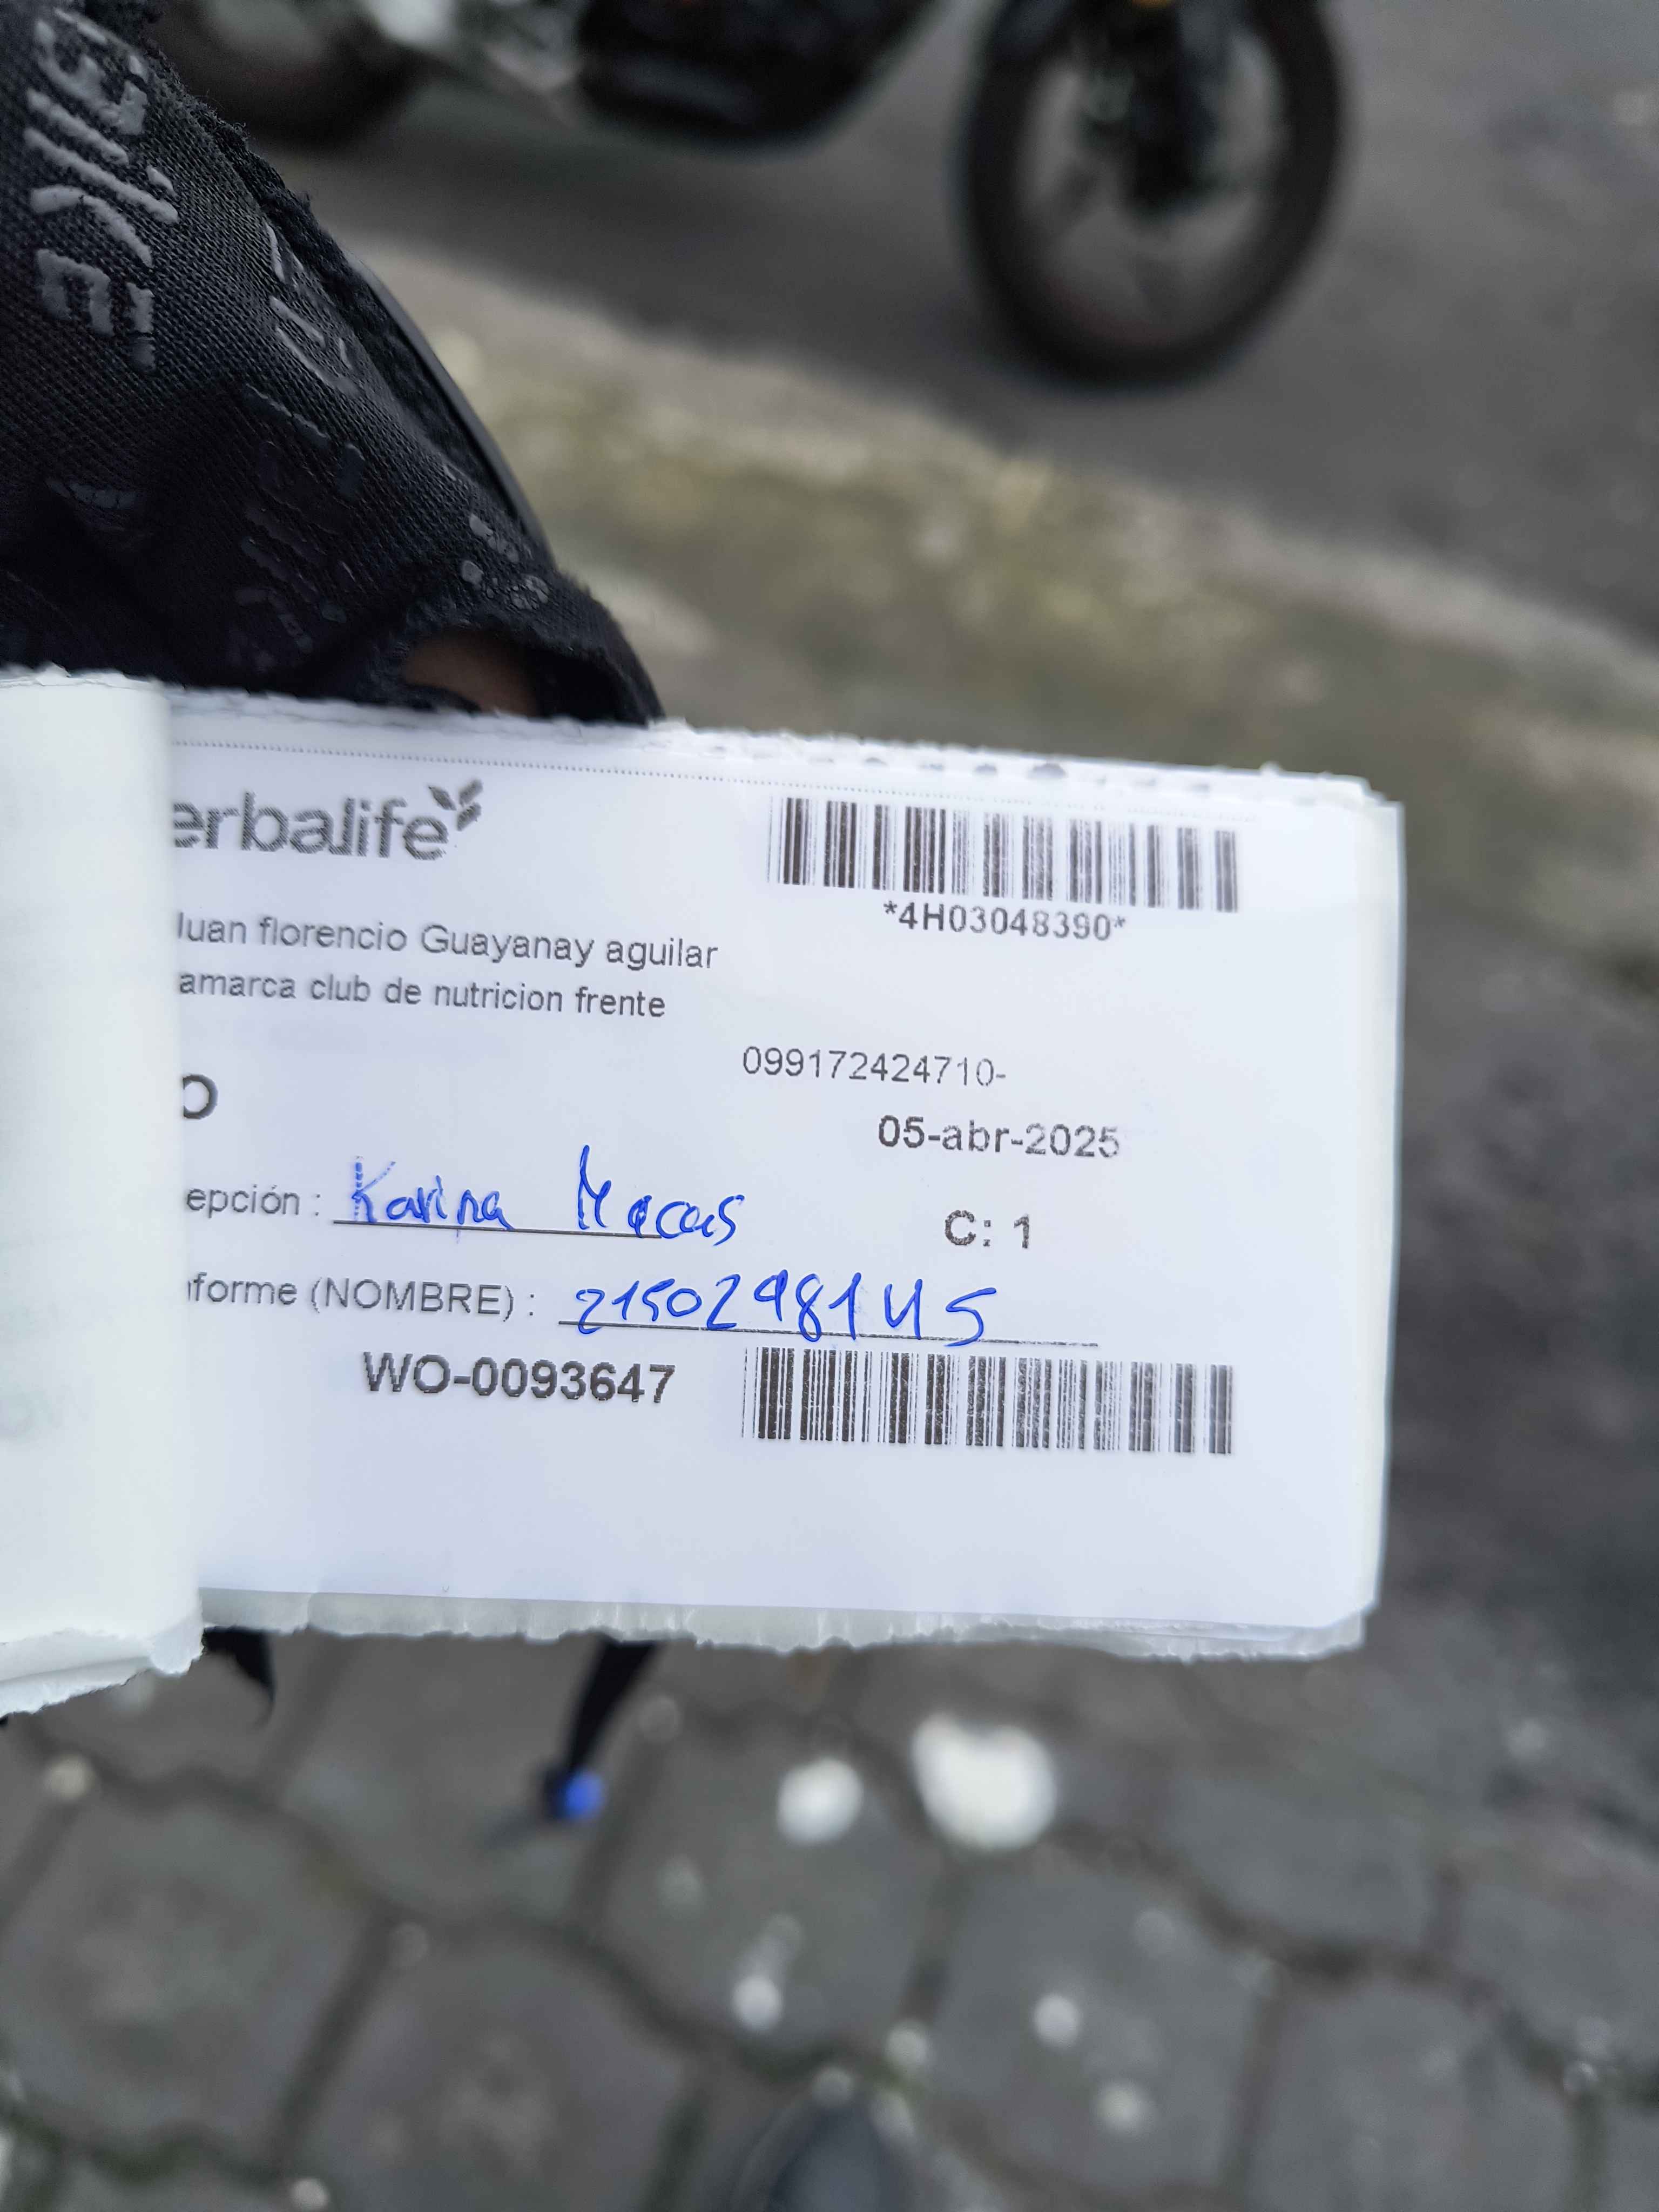 erbalife
*4H03048390*
Juan florencio Guayanay aguilar
amarca club de nutricion frente
099172424710-
O
05-abr-2025
epción : Karina Macas
C: 1
nforme (NOMBRE) : 2150298145
WO-0093647